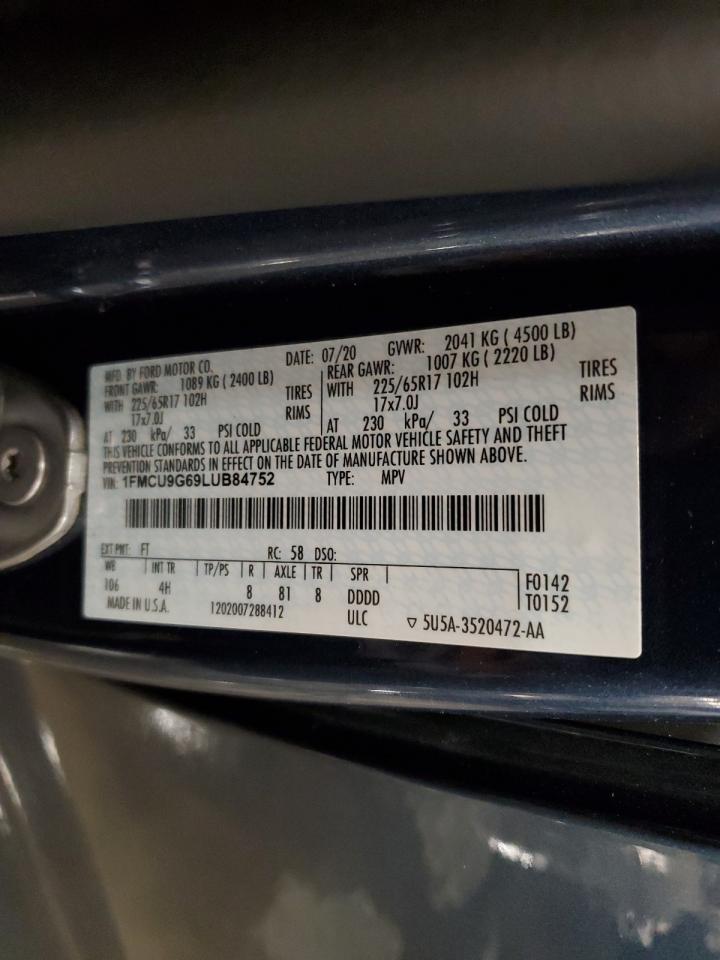 MFD. BY FORD MOTOR CO. DATE: 07/20 GVWR: 2041 KG ( 4500 LB)
FRONT GAWR: 1089 KG ( 2400 LB) REAR GAWR: 1007 KG ( 2220 LB)
WITH 225/65R17 102H TIRES WITH 225/65R17 102H TIRES
17x7.0J RIMS 17x7.0J RIMS
AT 230 kPa/ 33 PSI COLD AT 230 kPa/ 33 PSI COLD
THIS VEHICLE CONFORMS TO ALL APPLICABLE FEDERAL MOTOR VEHICLE SAFETY AND THEFT
PREVENTION STANDARDS IN EFFECT ON THE DATE OF MANUFACTURE SHOWN ABOVE.
VIN: 1FMCU9G69LUB84752 TYPE: MPV
EXT PNT: FT RC: 58 DSO:
WB INT TR TP/PS R AXLE TR SPR F0142
106 4H 8 81 8 DDDD T0152
MADE IN U.S.A. 1202007288412 ULC ▽ 5U5A-3520472-AA